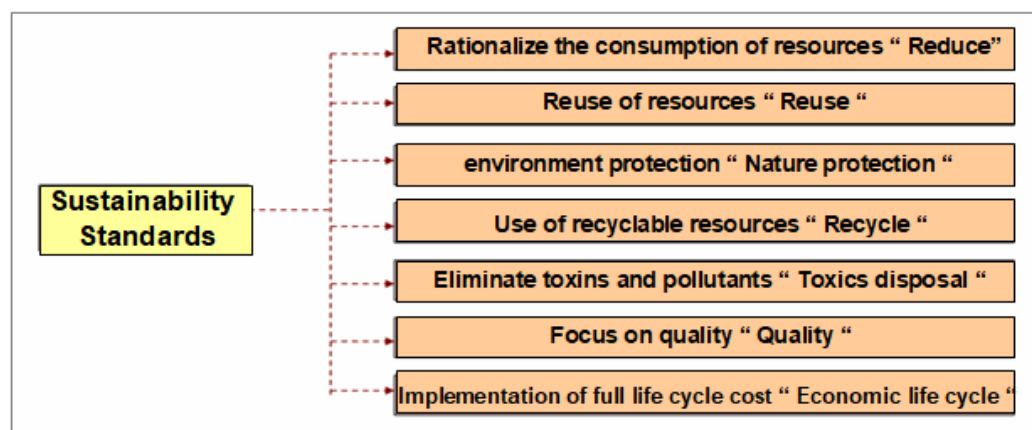 Rationalize the consumption of resources “ Reduce”
Reuse of resources “ Reuse “
environment protection “ Nature protection “
Sustainability
Standards
Use of recyclable resources “ Recycle “
Eliminate toxins and pollutants “ Toxics disposal “
Focus on quality “ Quality “
Implementation of full life cycle cost “ Economic life cycle “